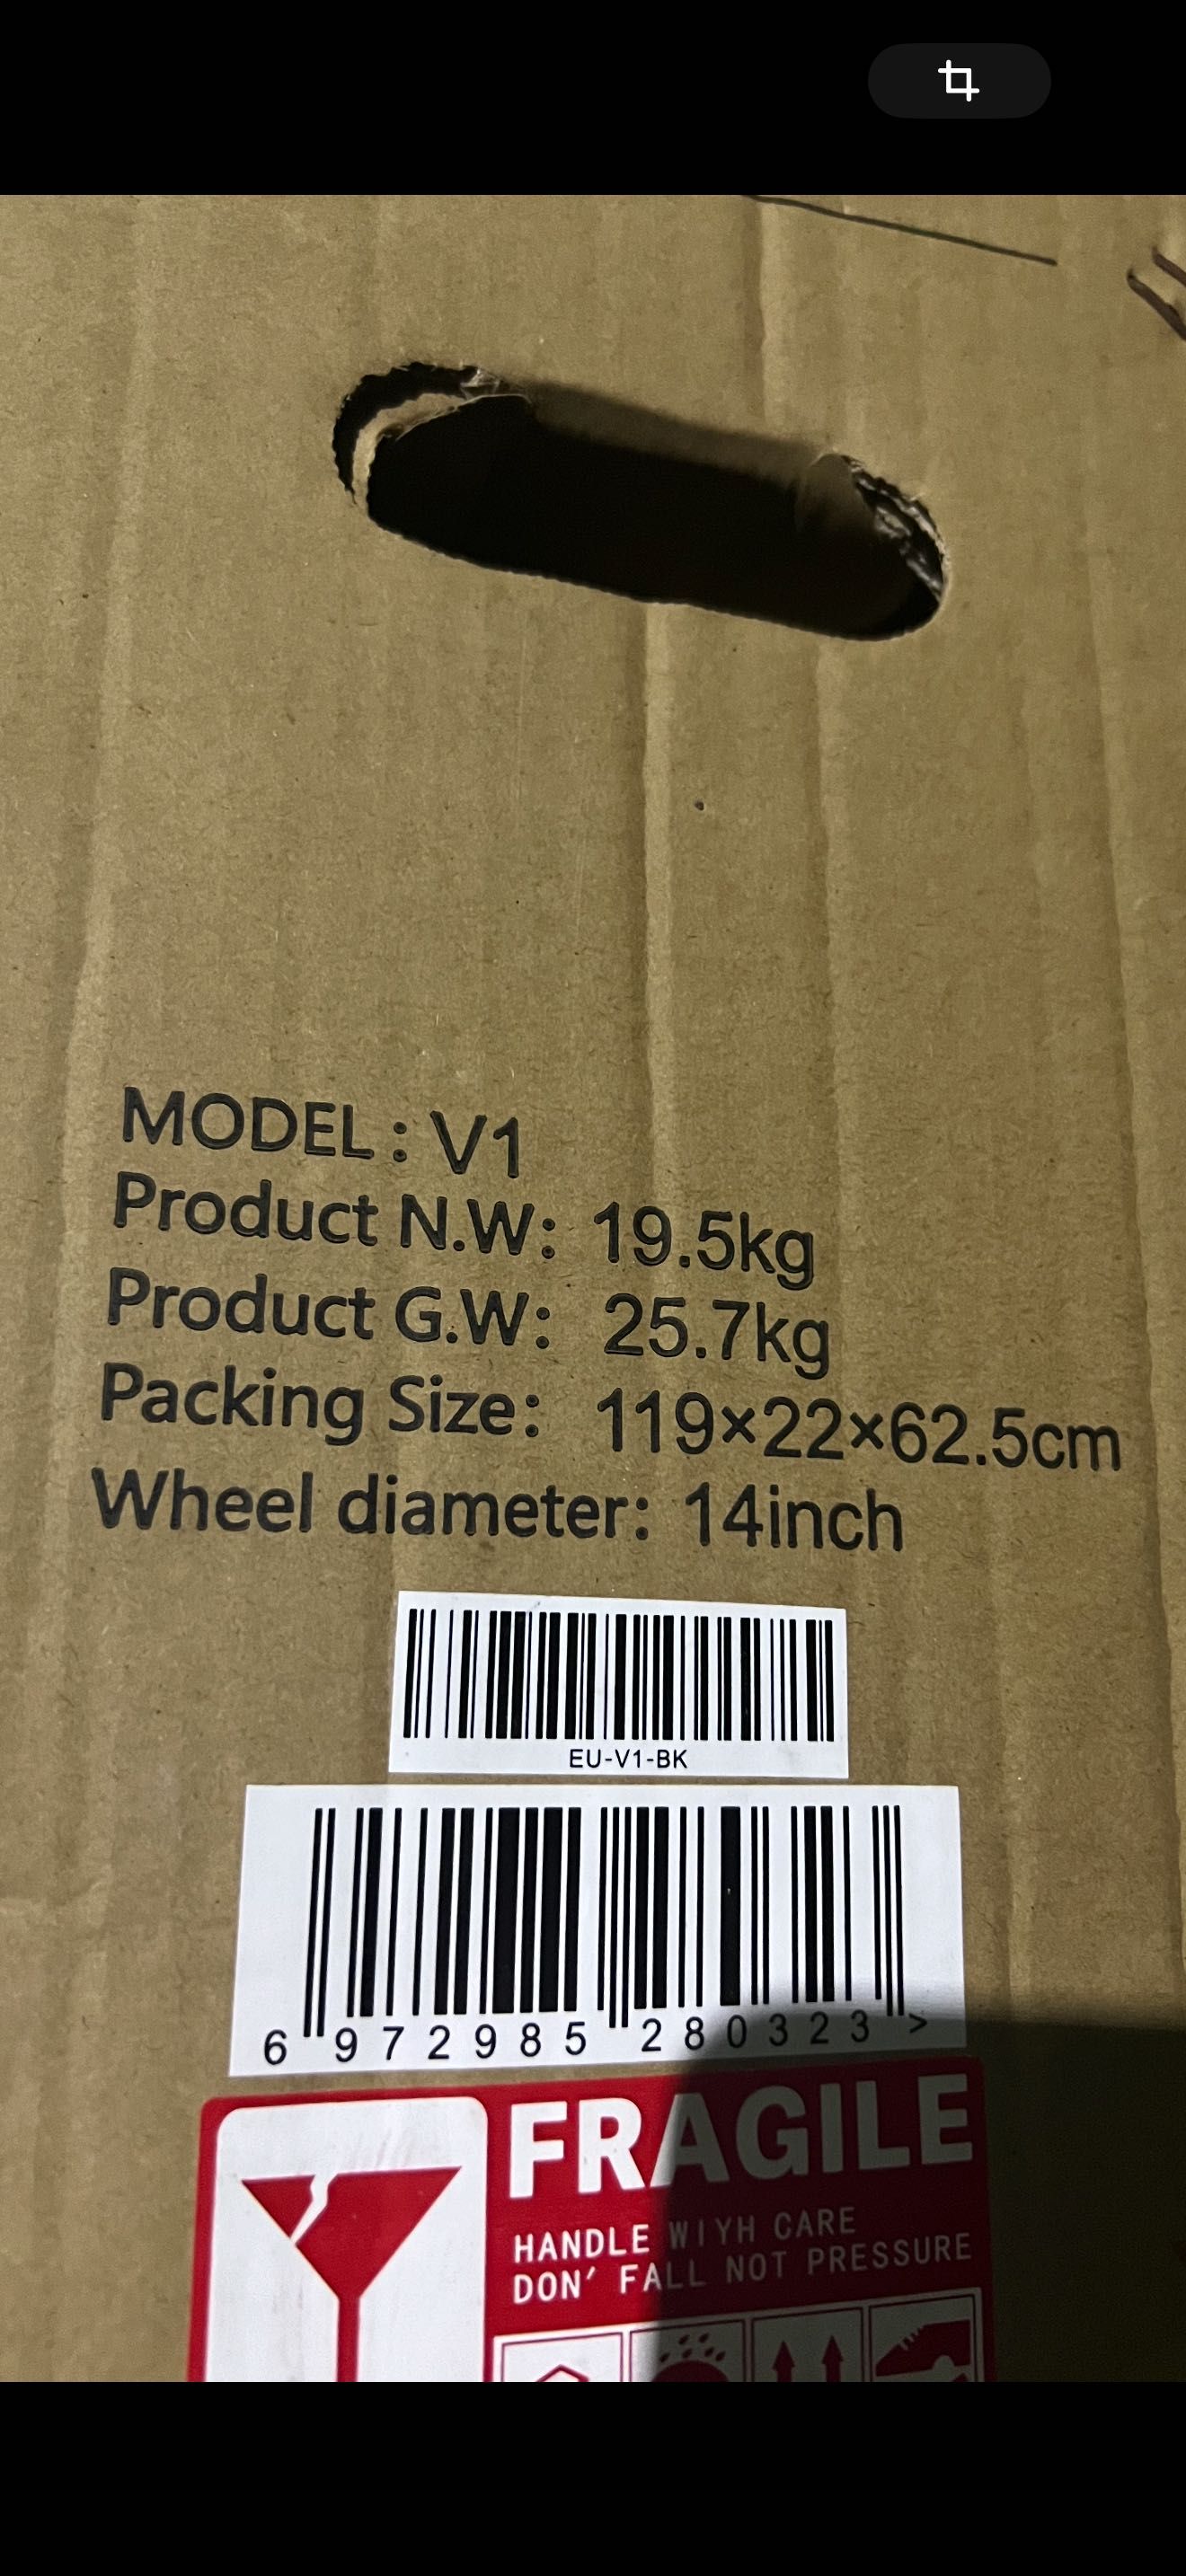 MODEL : V1
Product N.W: 19.5kg
Product G.W: 25.7kg
Packing Size: 119×22×62.5cm
Wheel diameter: 14inch
EU-V1-BK
6 972985 280323 >
FRAGILE
HANDLE WIYH CARE
DON' FALL NOT PRESSURE